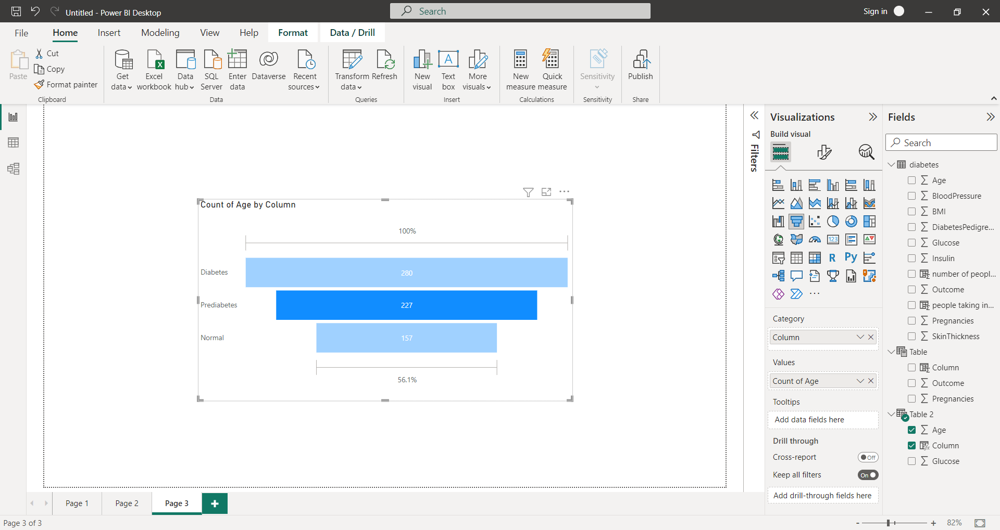 Untitled - Power BI Desktop
Search
Sign in
File
Home
Insert
Modeling
View
Help
Format
Data / Drill
Paste
Cut
Copy
Format painter
Clipboard
Get data
Excel workbook
Data hub
SQL Server
Enter data
Dataverse
Recent sources
Data
Transform data
Refresh
Queries
New visual
Text box
More visuals
Insert
New measure
Quick measure
Calculations
Sensitivity
Sensitivity
Publish
Share
Count of Age by Column
100%
Diabetes
280
Prediabetes
227
Normal
157
56.1%
Filters
Visualizations
Build visual
123
R
Py
Category
Column
Values
Count of Age
Tooltips
Add data fields here
Drill through
Cross-report
Off
Keep all filters
On
Add drill-through fields here
Fields
Search
diabetes
Age
BloodPressure
BMI
DiabetesPedigre...
Glucose
Insulin
number of peopl...
Outcome
people taking in...
Pregnancies
SkinThickness
Table
Column
Outcome
Pregnancies
Table 2
Age
Column
Glucose
Page 1
Page 2
Page 3
Page 3 of 3
82%